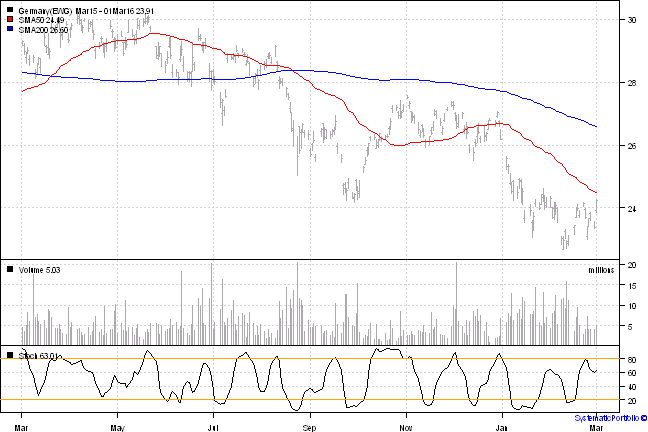 Germany(EWG) Mar15 - 01Mar16 23.91
SMA50 24.49
SMA200 26.60
30
28
26
24
Volume 5.03
millions
20
15
10
5
Stoch 63.01
80
60
40
20
Mar May Jul Sep Nov Jan Mar
SystematicPortfolio ©